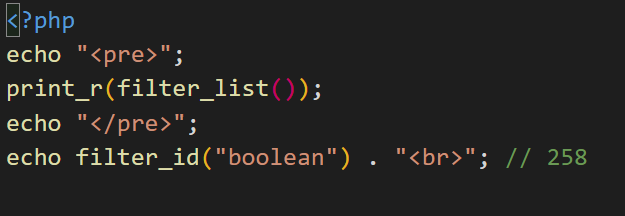 <?php
echo "<pre>";
print_r(filter_list());
echo "</pre>";
echo filter_id("boolean") . "<br>"; // 258